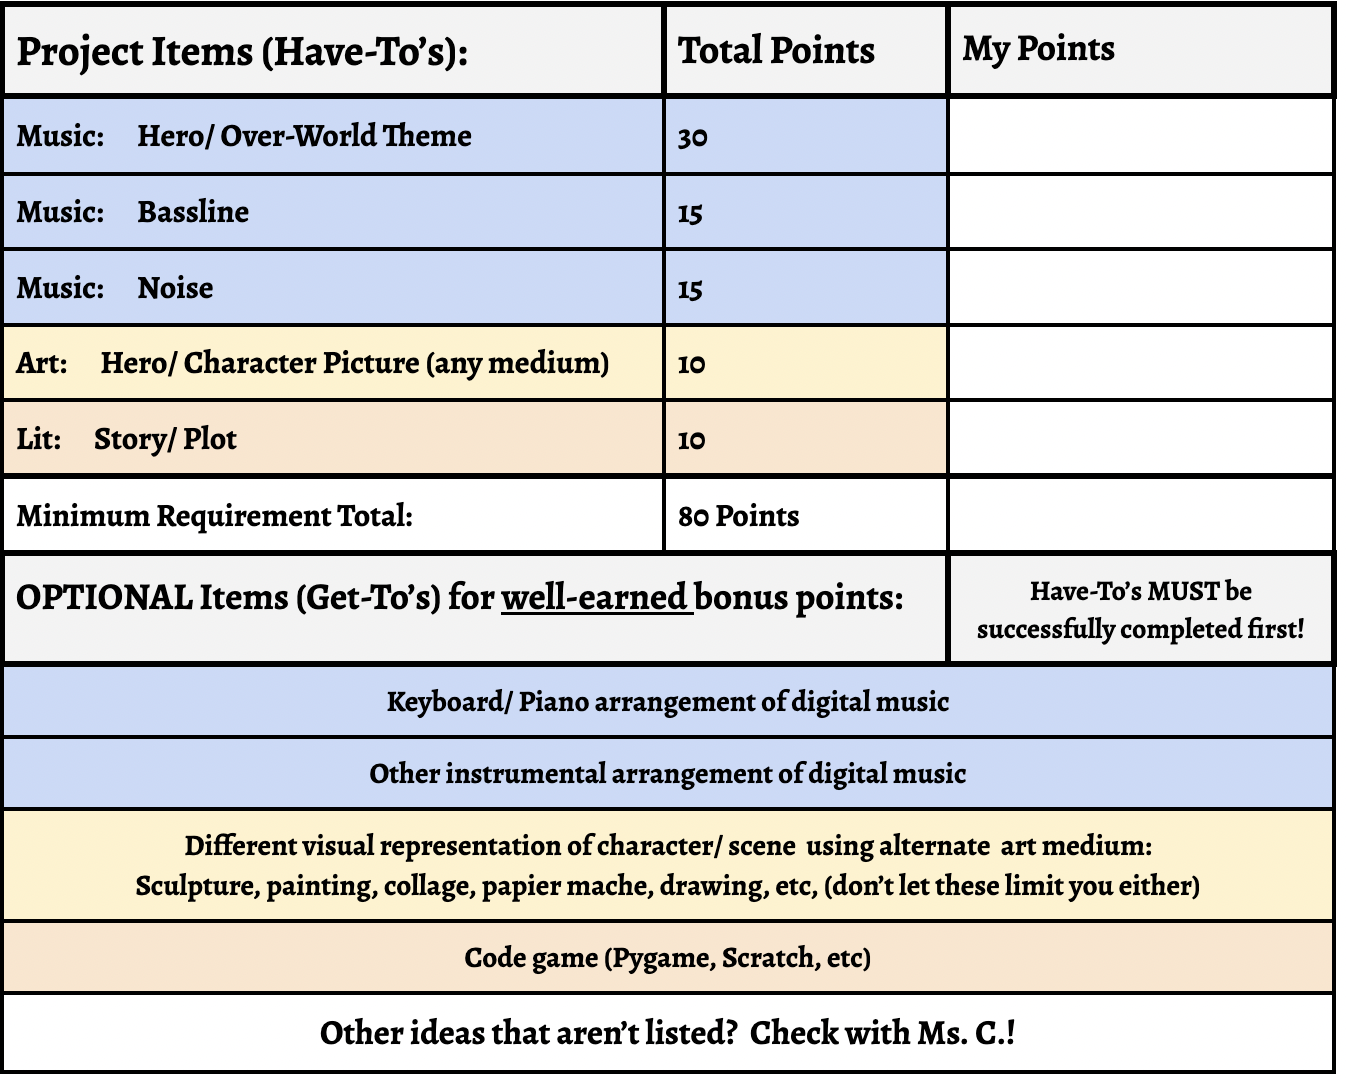 Project Items (Have-To’s): Total Points My Points
Music: Hero/ Over-World Theme 30
Music: Bassline 15
Music: Noise 15
Art: Hero/ Character Picture (any medium) 10
Lit: Story/ Plot 10
Minimum Requirement Total: 80 Points
OPTIONAL Items (Get-To’s) for well-earned bonus points:
Have-To’s MUST be
successfully completed first!
Keyboard/ Piano arrangement of digital music
Other instrumental arrangement of digital music
Different visual representation of character/ scene using alternate art medium:
Sculpture, painting, collage, papier mache, drawing, etc, (don’t let these limit you either)
Code game (Pygame, Scratch, etc)
Other ideas that aren’t listed? Check with Ms. C.!